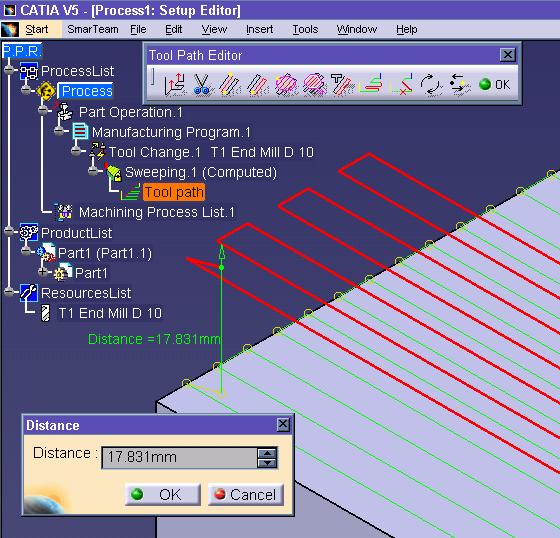 CATIA V5 - [Process1: Setup Editor]
Start SmarTeam File Edit View Insert Tools Window Help
P.P.R.
Tool Path Editor
OK
ProcessList
Process
Part Operation.1
Manufacturing Program.1
Tool Change.1 T1 End Mill D 10
Sweeping.1 (Computed)
Tool path
Machining Process List.1
ProductList
Part1 (Part1.1)
Part1
ResourcesList
T1 End Mill D 10
Distance =17.831mm
Distance
Distance : 17.831mm
OK Cancel